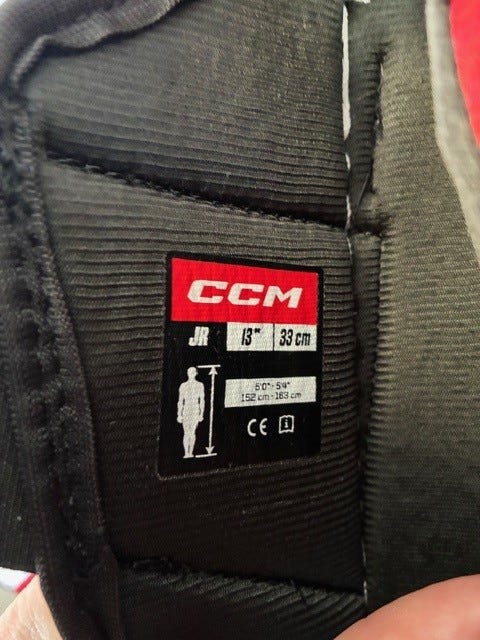 CCM
JR 13" 33 cm
5'0"-5'4"
152 cm - 163 cm
CE i